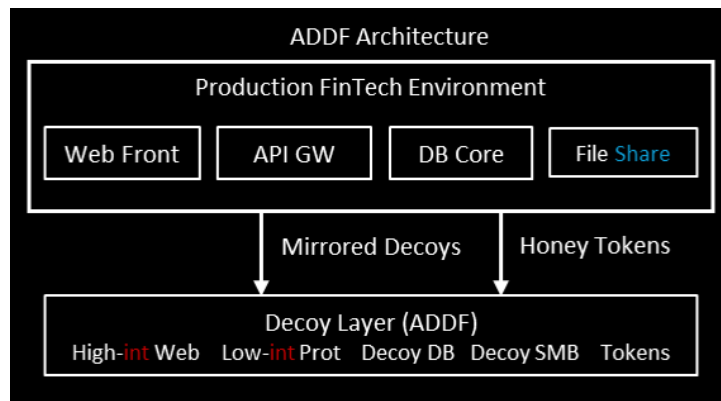 ADDF Architecture
Production FinTech Environment
Web Front API GW DB Core File Share
Mirrored Decoys Honey Tokens
Decoy Layer (ADDF)
High-int Web Low-int Prot Decoy DB Decoy SMB Tokens